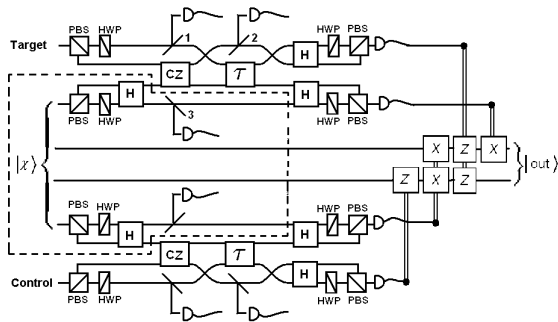 PBS HWP 1 2 HWP PBS
Target
H
CZ 𝒯
H H
3
PBS HWP HWP PBS
X Z X
|χ⟩ |out⟩
Z X Z
PBS HWP HWP PBS
H H
CZ 𝒯
H
Control
PBS HWP HWP PBS